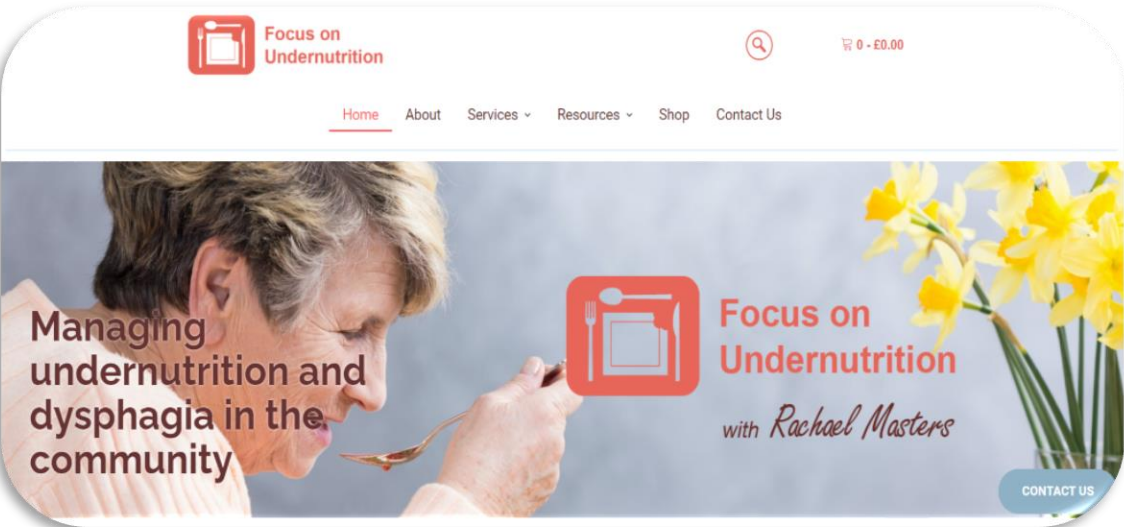 Focus on
Undernutrition
0 - £0.00
Home About Services Resources Shop Contact Us
Managing
undernutrition and
dysphagia in the
community
Focus on
Undernutrition
with Rachael Masters
CONTACT US